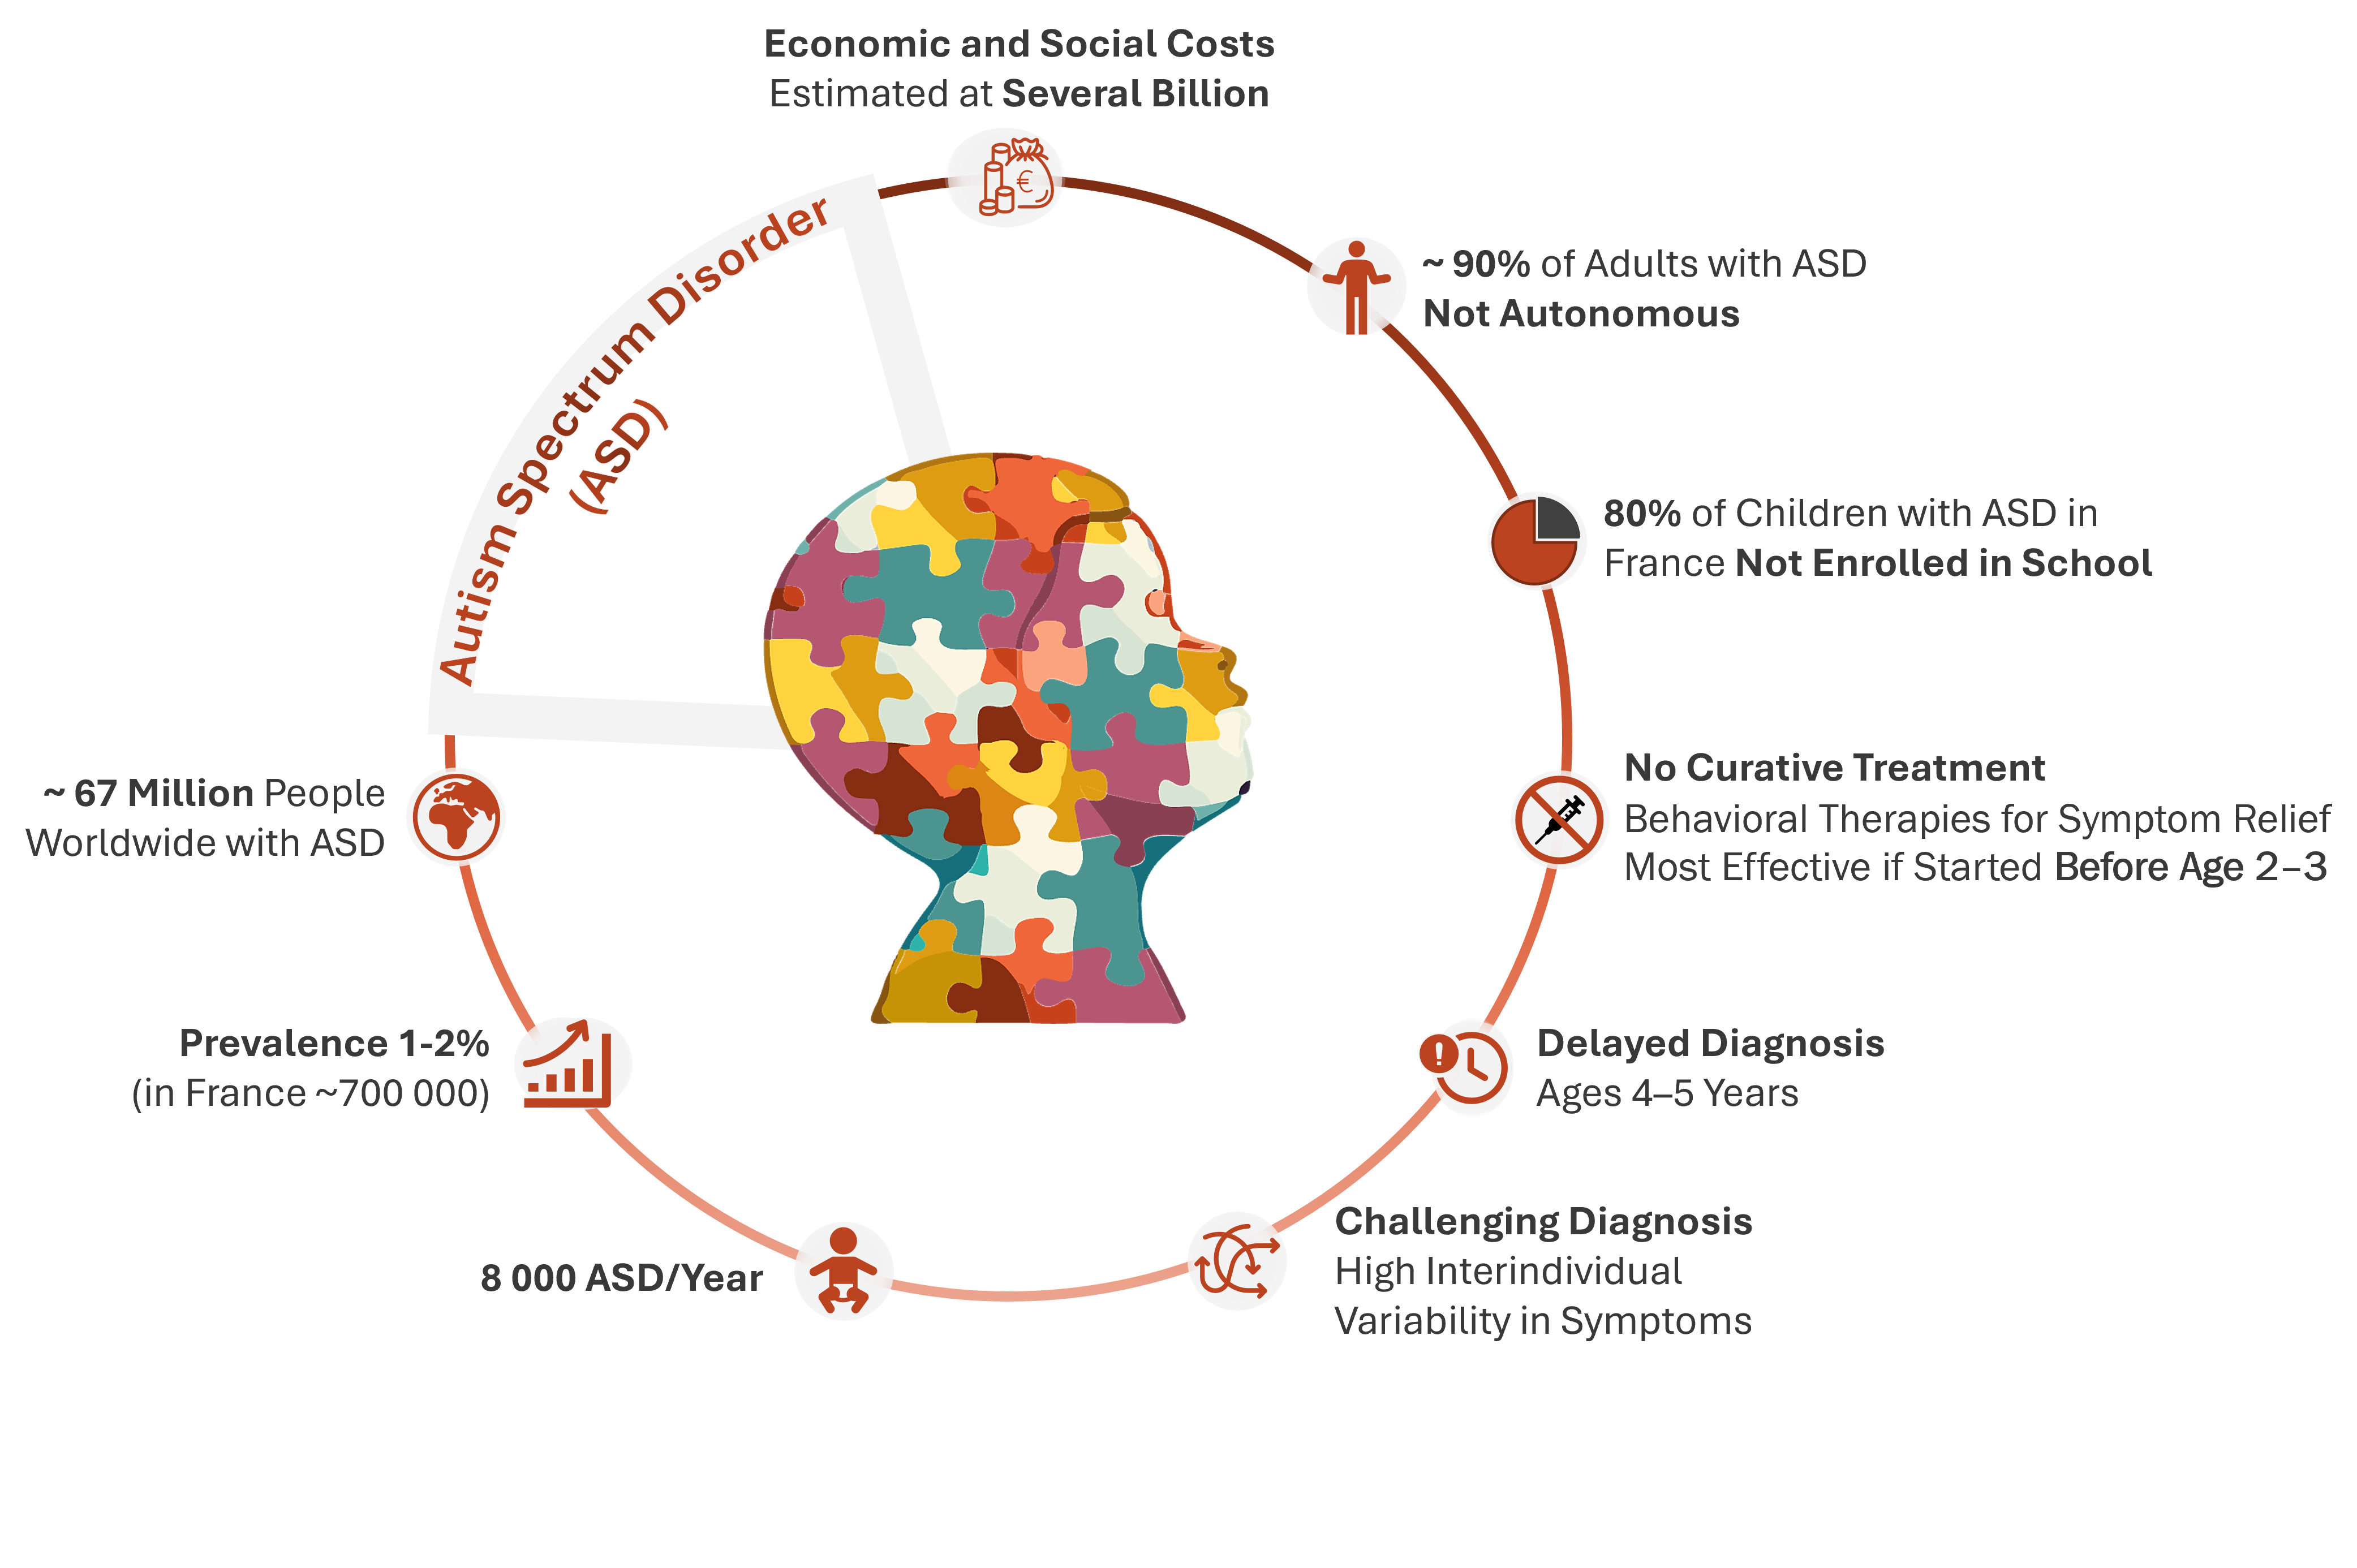 Economic and Social Costs
Estimated at Several Billion
Autism Spectrum Disorder
(ASD)
~ 90% of Adults with ASD
Not Autonomous
80% of Children with ASD in
France Not Enrolled in School
No Curative Treatment
Behavioral Therapies for Symptom Relief
Most Effective if Started Before Age 2–3
Delayed Diagnosis
Ages 4–5 Years
Challenging Diagnosis
High Interindividual
Variability in Symptoms
8 000 ASD/Year
Prevalence 1-2%
(in France ~700 000)
~ 67 Million People
Worldwide with ASD
€
!